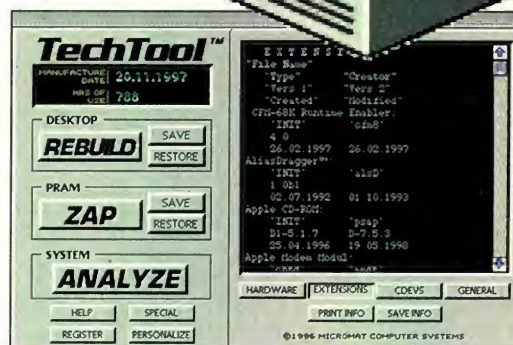 TechTool™
MANUFACTURE DATE 20.11.1997
HRS OF USE 788
DESKTOP
REBUILD
SAVE
RESTORE
PRAM
ZAP
SAVE
RESTORE
SYSTEM
ANALYZE
HELP
SPECIAL
REGISTER
PERSONALIZE
E X T E N S I
"File Name"
"Type" "Creator"
"Vers 1" "Vers 2"
"Created" "Modified"
CFM-68K Runtime Enabler:
'INIT' 'cfm8'
4 0
26.02.1997 26.02.1997
AliasDragger™:
'INIT' 'alsD'
1 0b1
02.07.1992 01 10.1993
Apple CD-ROM:
'INIT' 'pzap'
D1-5.1.7 D-7.5.3
25.04.1996 19 05.1998
Apple Modem Modul
HARDWARE
EXTENSIONS
CDEVS
GENERAL
PRINT INFO
SAVE INFO
©1996 MICROMAT COMPUTER SYSTEMS